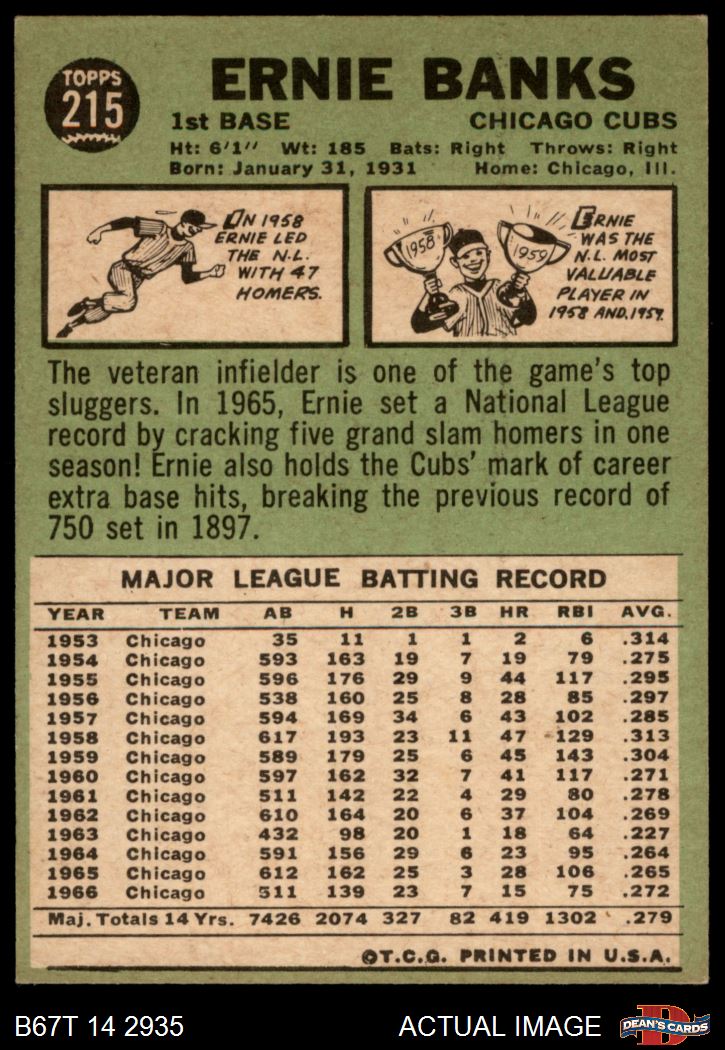 TOPPS
215
ERNIE BANKS
1st BASE CHICAGO CUBS
Ht: 6'1" Wt: 185 Bats: Right Throws: Right
Born: January 31, 1931 Home: Chicago, Ill.
IN 1958
ERNIE LED
THE N.L.
WITH 47
HOMERS.
1958
1959
ERNIE
WAS THE
N.L. MOST
VALUABLE
PLAYER IN
1958 AND, 1959.
The veteran infielder is one of the game's top
sluggers. In 1965, Ernie set a National League
record by cracking five grand slam homers in one
season! Ernie also holds the Cubs' mark of career
extra base hits, breaking the previous record of
750 set in 1897.
MAJOR LEAGUE BATTING RECORD
YEAR TEAM AB H 2B 3B HR RBI AVG.
1953 Chicago 35 11 1 1 2 6 .314
1954 Chicago 593 163 19 7 19 79 .275
1955 Chicago 596 176 29 9 44 117 .295
1956 Chicago 538 160 25 8 28 85 .297
1957 Chicago 594 169 34 6 43 102 .285
1958 Chicago 617 193 23 11 47 129 .313
1959 Chicago 589 179 25 6 45 143 .304
1960 Chicago 597 162 32 7 41 117 .271
1961 Chicago 511 142 22 4 29 80 .278
1962 Chicago 610 164 20 6 37 104 .269
1963 Chicago 432 98 20 1 18 64 .227
1964 Chicago 591 156 29 6 23 95 .264
1965 Chicago 612 162 25 3 28 106 .265
1966 Chicago 511 139 23 7 15 75 .272
Maj. Totals 14 Yrs. 7426 2074 327 82 419 1302 .279
©T.C.G. PRINTED IN U.S.A.
B67T 14 2935 ACTUAL IMAGE
D
DEAN'S CARDS